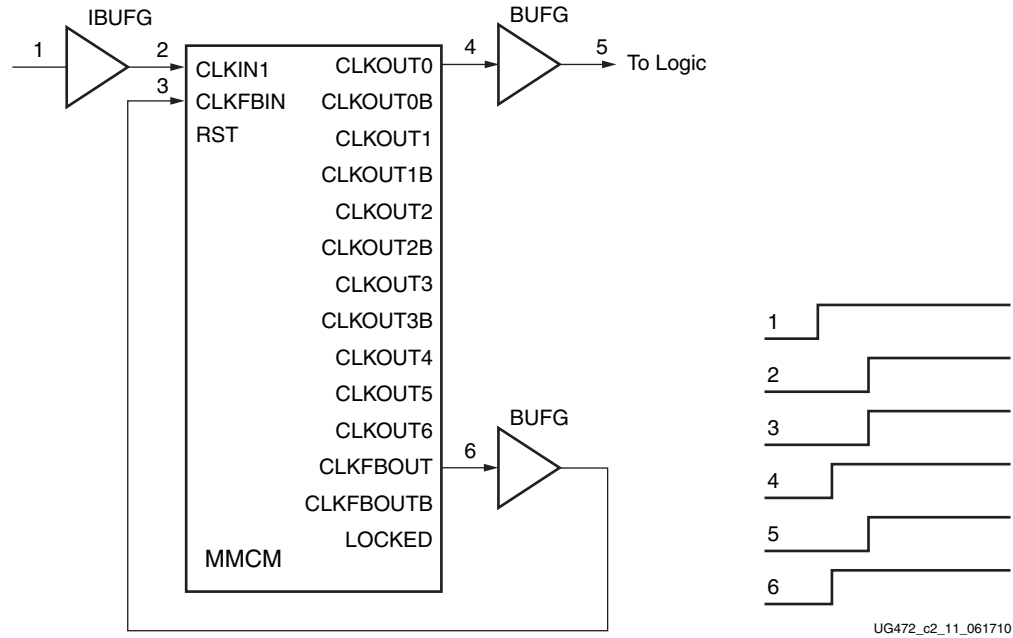 IBUFG
BUFG
1
2
4
5
To Logic
CLKIN1
CLKOUT0
3
CLKFBIN
CLKOUT0B
RST
CLKOUT1
CLKOUT1B
CLKOUT2
CLKOUT2B
CLKOUT3
CLKOUT3B
CLKOUT4
CLKOUT5
CLKOUT6
BUFG
CLKFBOUT
6
CLKFBOUTB
LOCKED
MMCM
1
2
3
4
5
6
UG472_c2_11_061710